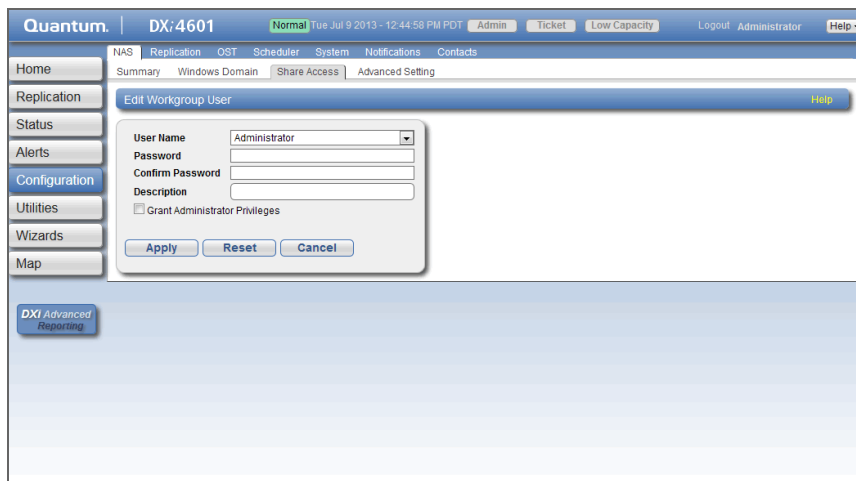 Quantum. DXi4601 Normal Tue Jul 9 2013 - 12:44:58 PM PDT Admin Ticket Low Capacity Logout Administrator Help
NAS Replication OST Scheduler System Notifications Contacts
Summary Windows Domain Share Access Advanced Setting
Home
Replication
Status
Alerts
Configuration
Utilities
Wizards
Map
DXi Advanced
Reporting
Edit Workgroup User Help
User Name Administrator
Password
Confirm Password
Description
Grant Administrator Privileges
Apply Reset Cancel